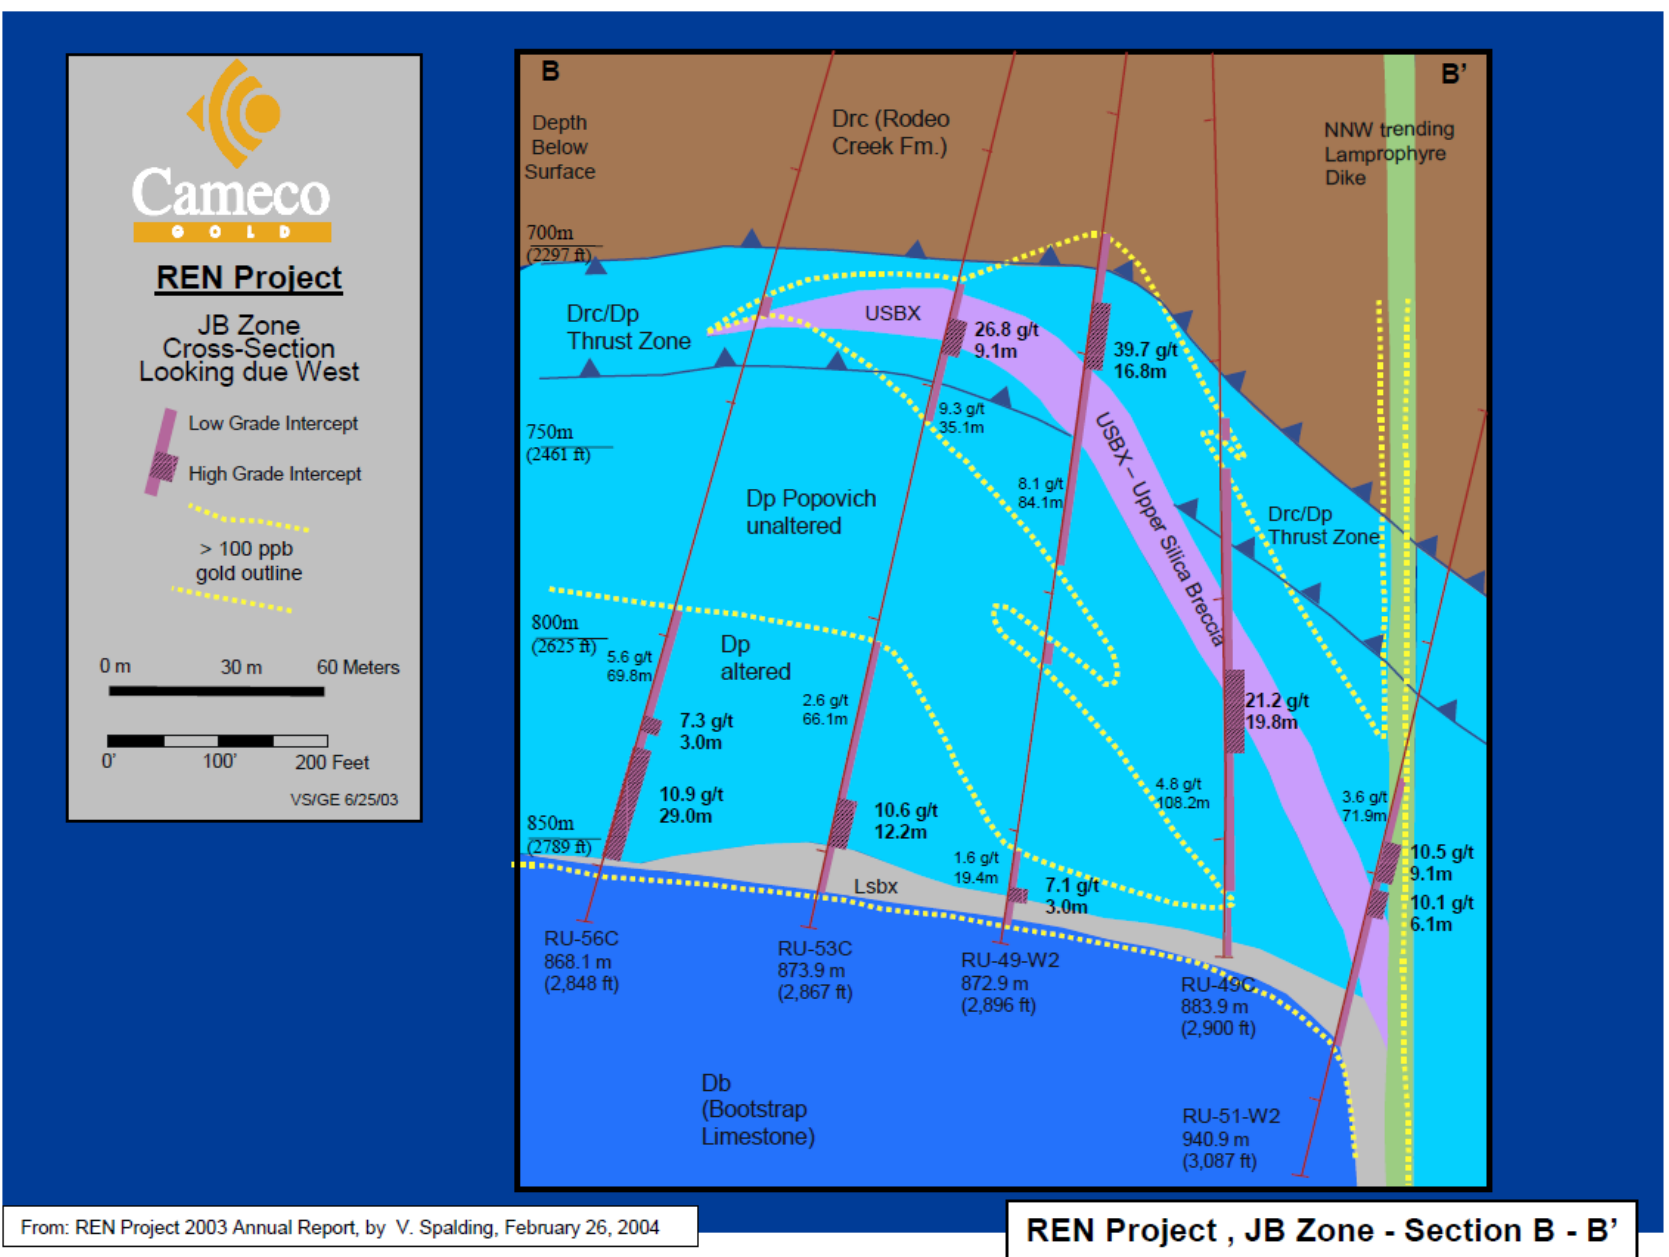 Cameco
GOLD
REN Project
JB Zone
Cross-Section
Looking due West
Low Grade Intercept
High Grade Intercept
> 100 ppb
gold outline
0 m 30 m 60 Meters
0' 100' 200 Feet
VS/GE 6/25/03
B
B'
Depth
Below
Surface
Drc (Rodeo
Creek Fm.)
NNW trending
Lamprophyre
Dike
700m
(2297 ft)
Drc/Dp
Thrust Zone
USBX
26.8 g/t
9.1m
39.7 g/t
16.8m
9.3 g/t
35.1m
750m
(2461 ft)
USBX – Upper Silica Breccia
8.1 g/t
84.1m
Dp Popovich
unaltered
Drc/Dp
Thrust Zone
800m
(2625 ft)
5.6 g/t
69.8m
Dp
altered
2.6 g/t
66.1m
7.3 g/t
3.0m
21.2 g/t
19.8m
10.9 g/t
29.0m
10.6 g/t
12.2m
4.8 g/t
108.2m
3.6 g/t
71.9m
850m
(2789 ft)
1.6 g/t
19.4m
7.1 g/t
3.0m
10.5 g/t
9.1m
10.1 g/t
6.1m
Lsbx
RU-56C
868.1 m
(2,848 ft)
RU-53C
873.9 m
(2,867 ft)
RU-49-W2
872.9 m
(2,896 ft)
RU-49C
883.9 m
(2,900 ft)
Db
(Bootstrap
Limestone)
RU-51-W2
940.9 m
(3,087 ft)
From: REN Project 2003 Annual Report, by V. Spalding, February 26, 2004
REN Project , JB Zone - Section B - B'